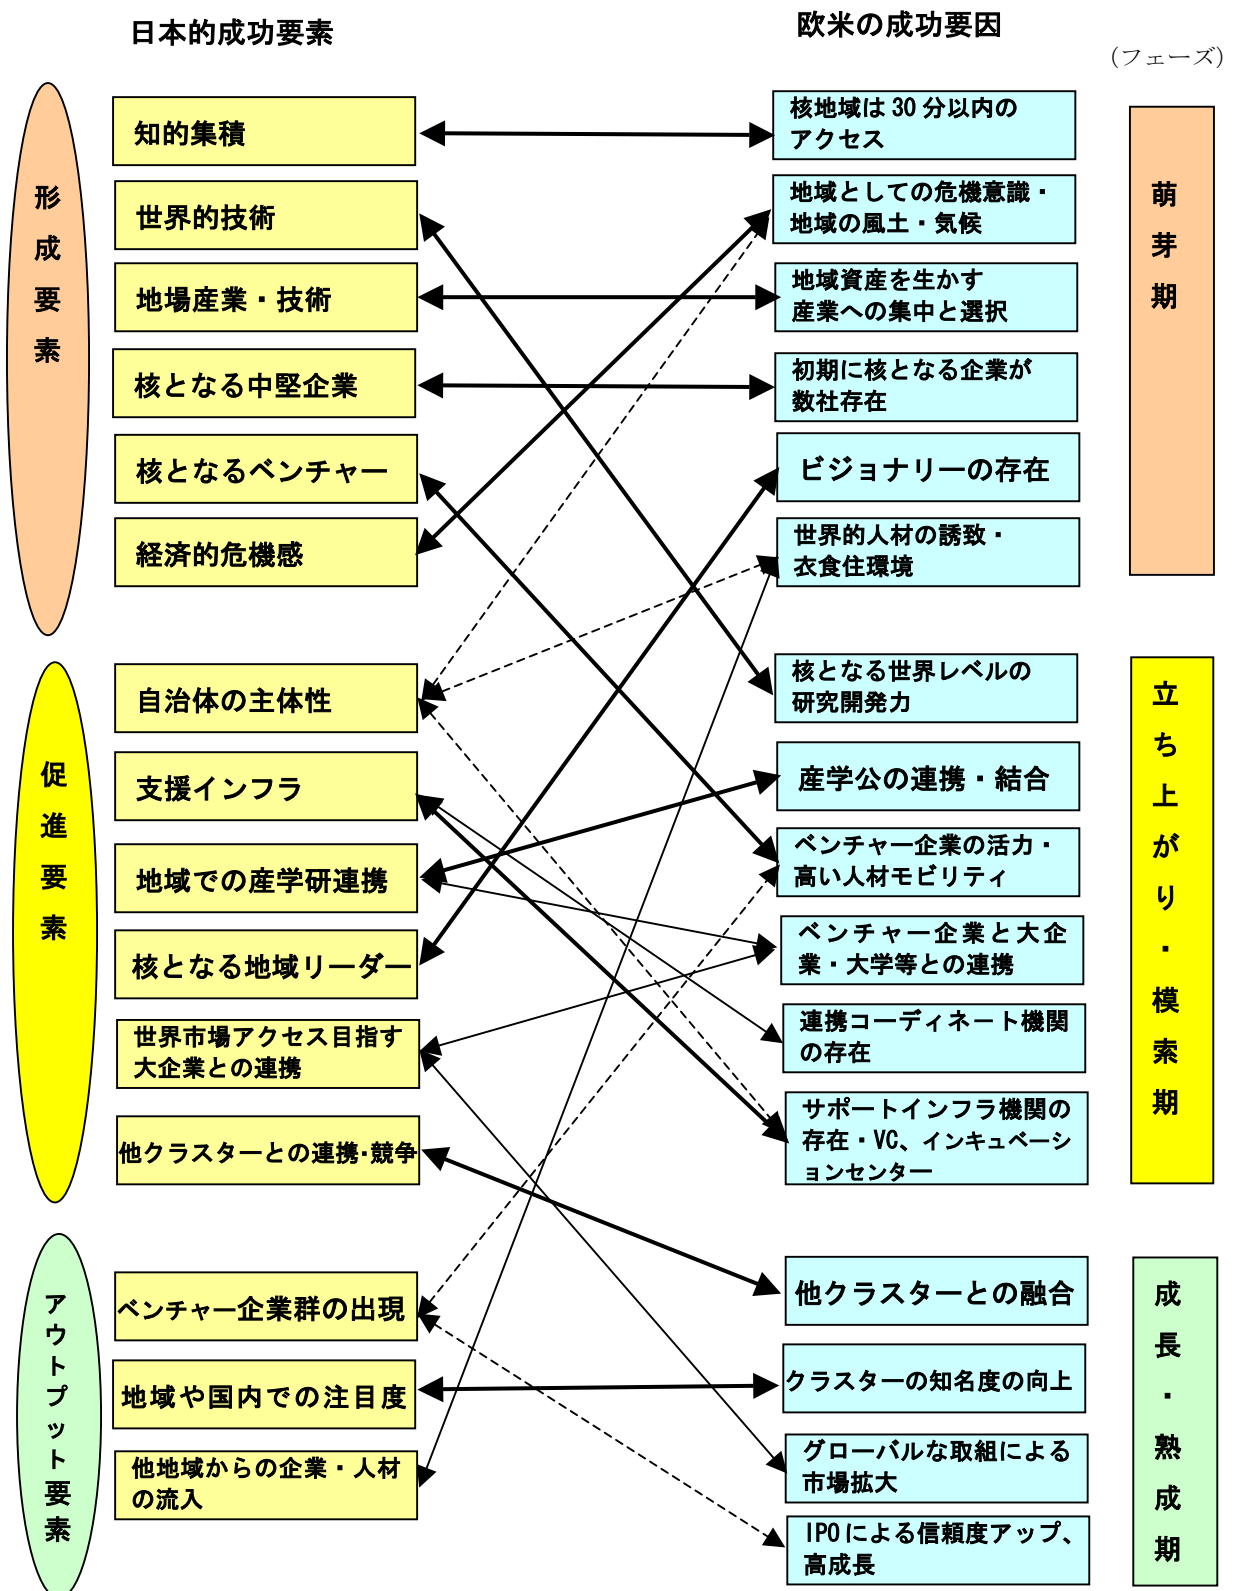 日本的成功要素
欧米の成功要因
(フェーズ)
形成要素
知的集積
世界的技術
地場産業・技術
核となる中堅企業
核となるベンチャー
経済的危機感
促進要素
自治体の主体性
支援インフラ
地域での産学研連携
核となる地域リーダー
世界市場アクセス目指す
大企業との連携
他クラスターとの連携・競争
アウトプット要素
ベンチャー企業群の出現
地域や国内での注目度
他地域からの企業・人材
の流入
核地域は30分以内の
アクセス
地域としての危機意識・
地域の風土・気候
地域資産を生かす
産業への集中と選択
初期に核となる企業が
数社存在
ビジョナリーの存在
世界的人材の誘致・
衣食住環境
萌芽期
核となる世界レベルの
研究開発力
産学公の連携・結合
ベンチャー企業の活力・
高い人材モビリティ
ベンチャー企業と大企
業・大学等との連携
連携コーディネート機関
の存在
サポートインフラ機関の
存在・VC、インキュベーシ
ョンセンター
立ち上がり・模索期
他クラスターとの融合
クラスターの知名度の向上
グローバルな取組による
市場拡大
IPOによる信頼度アップ、
高成長
成長・熟成期